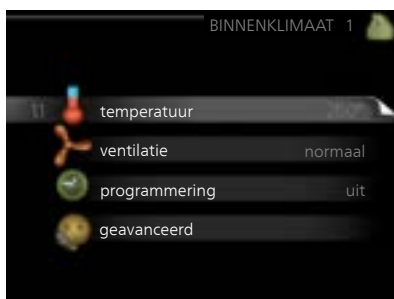 BINNENKLIMAAT 1
temperatuur
ventilatie normaal
programmering uit
geavanceerd